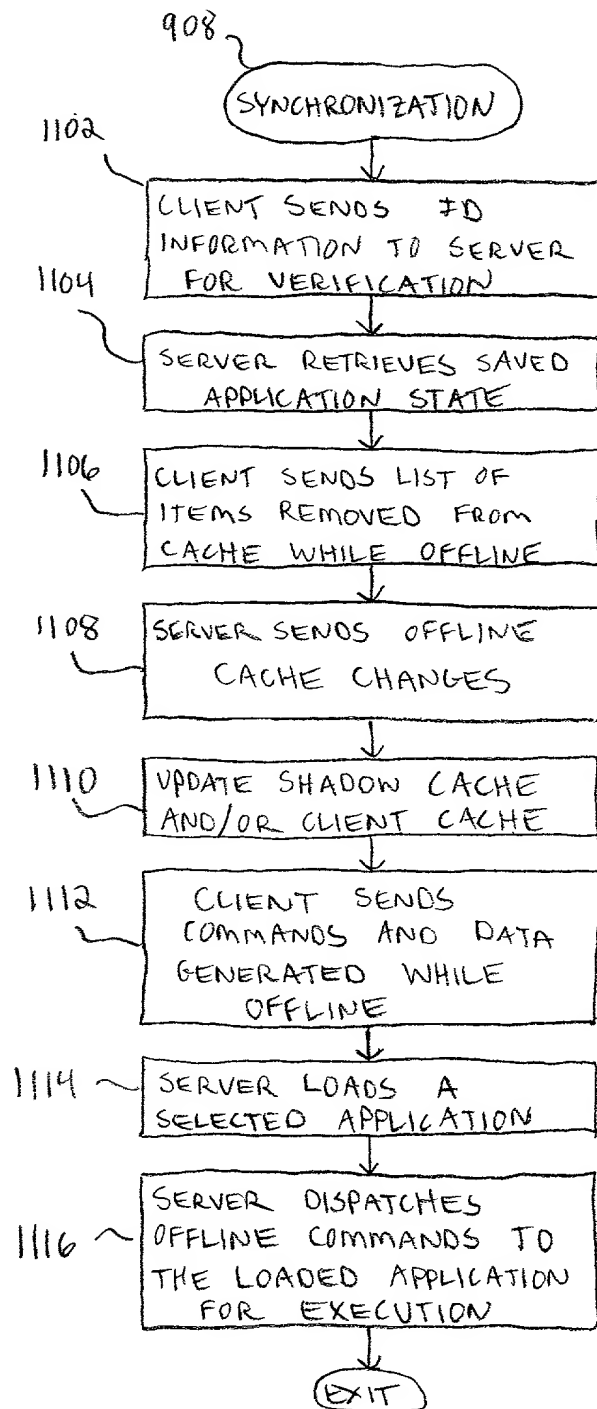 908
SYNCHRONIZATION
1102
CLIENT SENDS ID
INFORMATION TO SERVER
FOR VERIFICATION
1104
SERVER RETRIEVES SAVED
APPLICATION STATE
1106
CLIENT SENDS LIST OF
ITEMS REMOVED FROM
CACHE WHILE OFFLINE
1108
SERVER SENDS OFFLINE
CACHE CHANGES
1110
UPDATE SHADOW CACHE
AND/OR CLIENT CACHE
1112
CLIENT SENDS
COMMANDS AND DATA
GENERATED WHILE
OFFLINE
1114
SERVER LOADS A
SELECTED APPLICATION
1116
SERVER DISPATCHES
OFFLINE COMMANDS TO
THE LOADED APPLICATION
FOR EXECUTION
EXIT